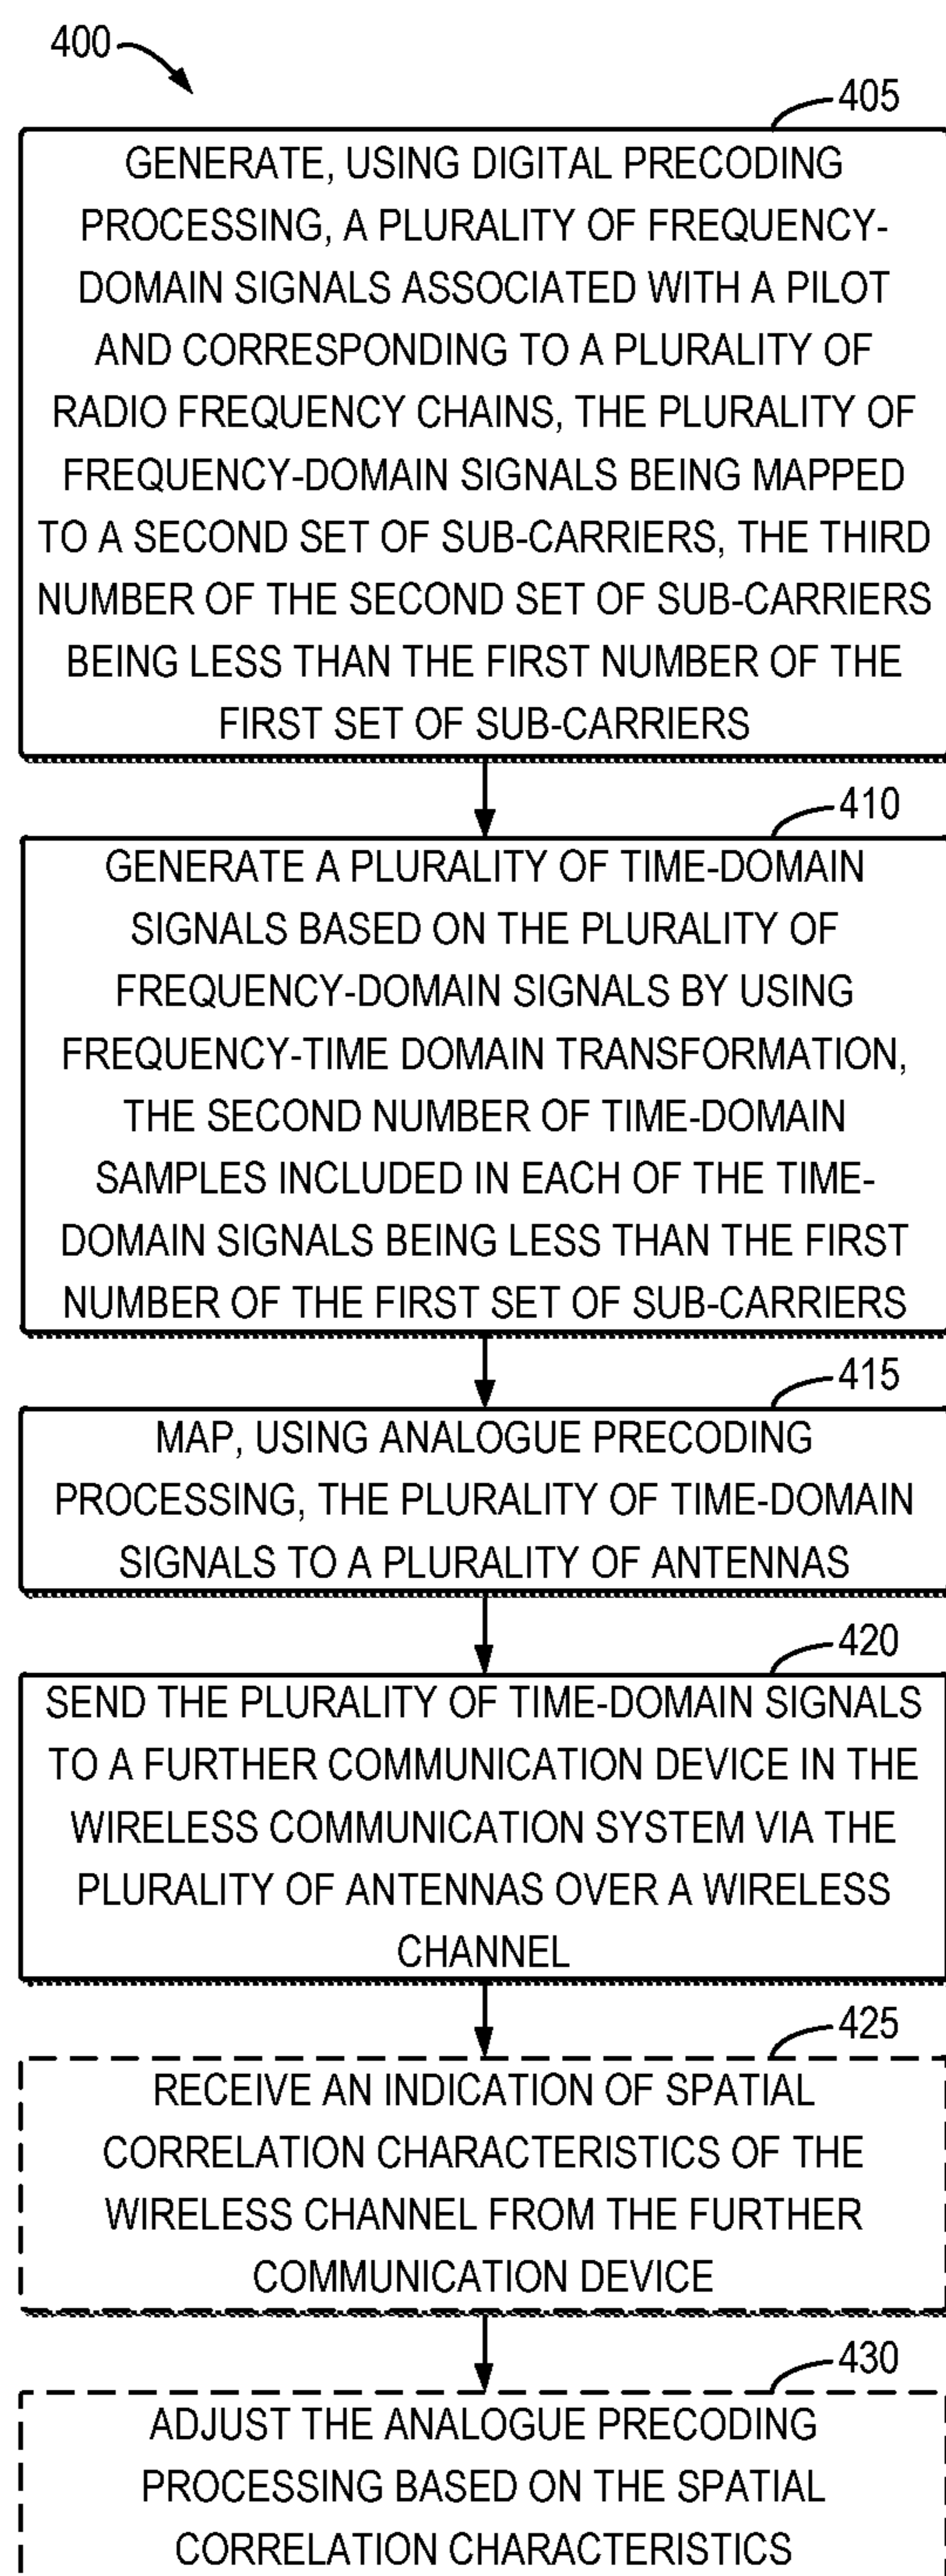 400
405
GENERATE, USING DIGITAL PRECODING
PROCESSING, A PLURALITY OF FREQUENCY-
DOMAIN SIGNALS ASSOCIATED WITH A PILOT
AND CORRESPONDING TO A PLURALITY OF
RADIO FREQUENCY CHAINS, THE PLURALITY OF
FREQUENCY-DOMAIN SIGNALS BEING MAPPED
TO A SECOND SET OF SUB-CARRIERS, THE THIRD
NUMBER OF THE SECOND SET OF SUB-CARRIERS
BEING LESS THAN THE FIRST NUMBER OF THE
FIRST SET OF SUB-CARRIERS
410
GENERATE A PLURALITY OF TIME-DOMAIN
SIGNALS BASED ON THE PLURALITY OF
FREQUENCY-DOMAIN SIGNALS BY USING
FREQUENCY-TIME DOMAIN TRANSFORMATION,
THE SECOND NUMBER OF TIME-DOMAIN
SAMPLES INCLUDED IN EACH OF THE TIME-
DOMAIN SIGNALS BEING LESS THAN THE FIRST
NUMBER OF THE FIRST SET OF SUB-CARRIERS
415
MAP, USING ANALOGUE PRECODING
PROCESSING, THE PLURALITY OF TIME-DOMAIN
SIGNALS TO A PLURALITY OF ANTENNAS
420
SEND THE PLURALITY OF TIME-DOMAIN SIGNALS
TO A FURTHER COMMUNICATION DEVICE IN THE
WIRELESS COMMUNICATION SYSTEM VIA THE
PLURALITY OF ANTENNAS OVER A WIRELESS
CHANNEL
425
RECEIVE AN INDICATION OF SPATIAL
CORRELATION CHARACTERISTICS OF THE
WIRELESS CHANNEL FROM THE FURTHER
COMMUNICATION DEVICE
430
ADJUST THE ANALOGUE PRECODING
PROCESSING BASED ON THE SPATIAL
CORRELATION CHARACTERISTICS